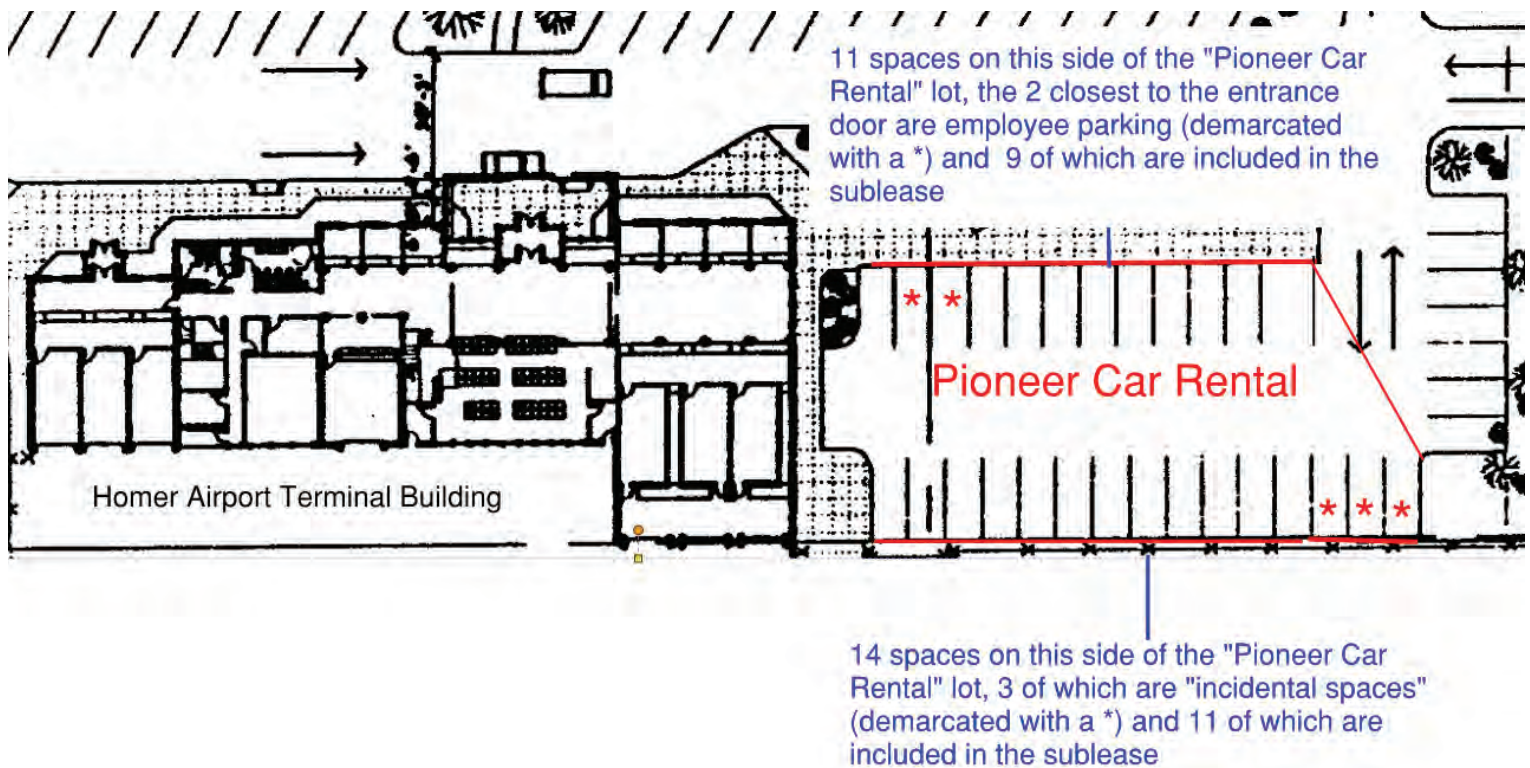 11 spaces on this side of the "Pioneer Car
Rental" lot, the 2 closest to the entrance
door are employee parking (demarcated
with a *) and 9 of which are included in the
sublease
* *
Pioneer Car Rental
* * *
Homer Airport Terminal Building
14 spaces on this side of the "Pioneer Car
Rental" lot, 3 of which are "incidental spaces"
(demarcated with a *) and 11 of which are
included in the sublease